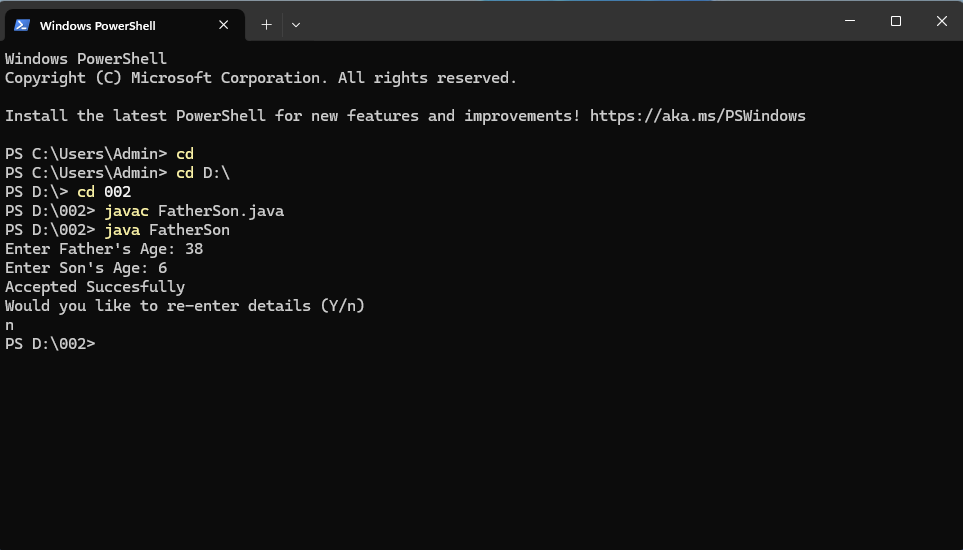 Windows PowerShell
Windows PowerShell
Copyright (C) Microsoft Corporation. All rights reserved.
Install the latest PowerShell for new features and improvements! https://aka.ms/PSWindows
PS C:\Users\Admin> cd
PS C:\Users\Admin> cd D:\
PS D:\> cd 002
PS D:\002> javac FatherSon.java
PS D:\002> java FatherSon
Enter Father's Age: 38
Enter Son's Age: 6
Accepted Succesfully
Would you like to re-enter details (Y/n)
n
PS D:\002>